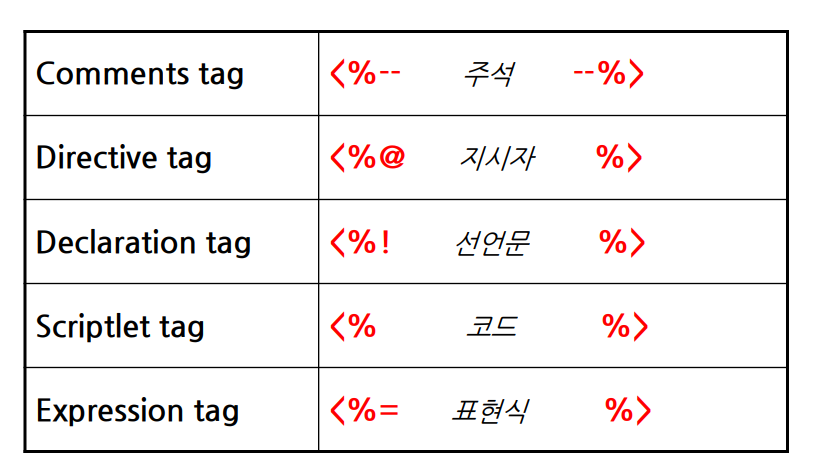 Comments tag <%-- 주석 --%>
Directive tag <%@ 지시자 %>
Declaration tag <%! 선언문 %>
Scriptlet tag <% 코드 %>
Expression tag <%= 표현식 %>